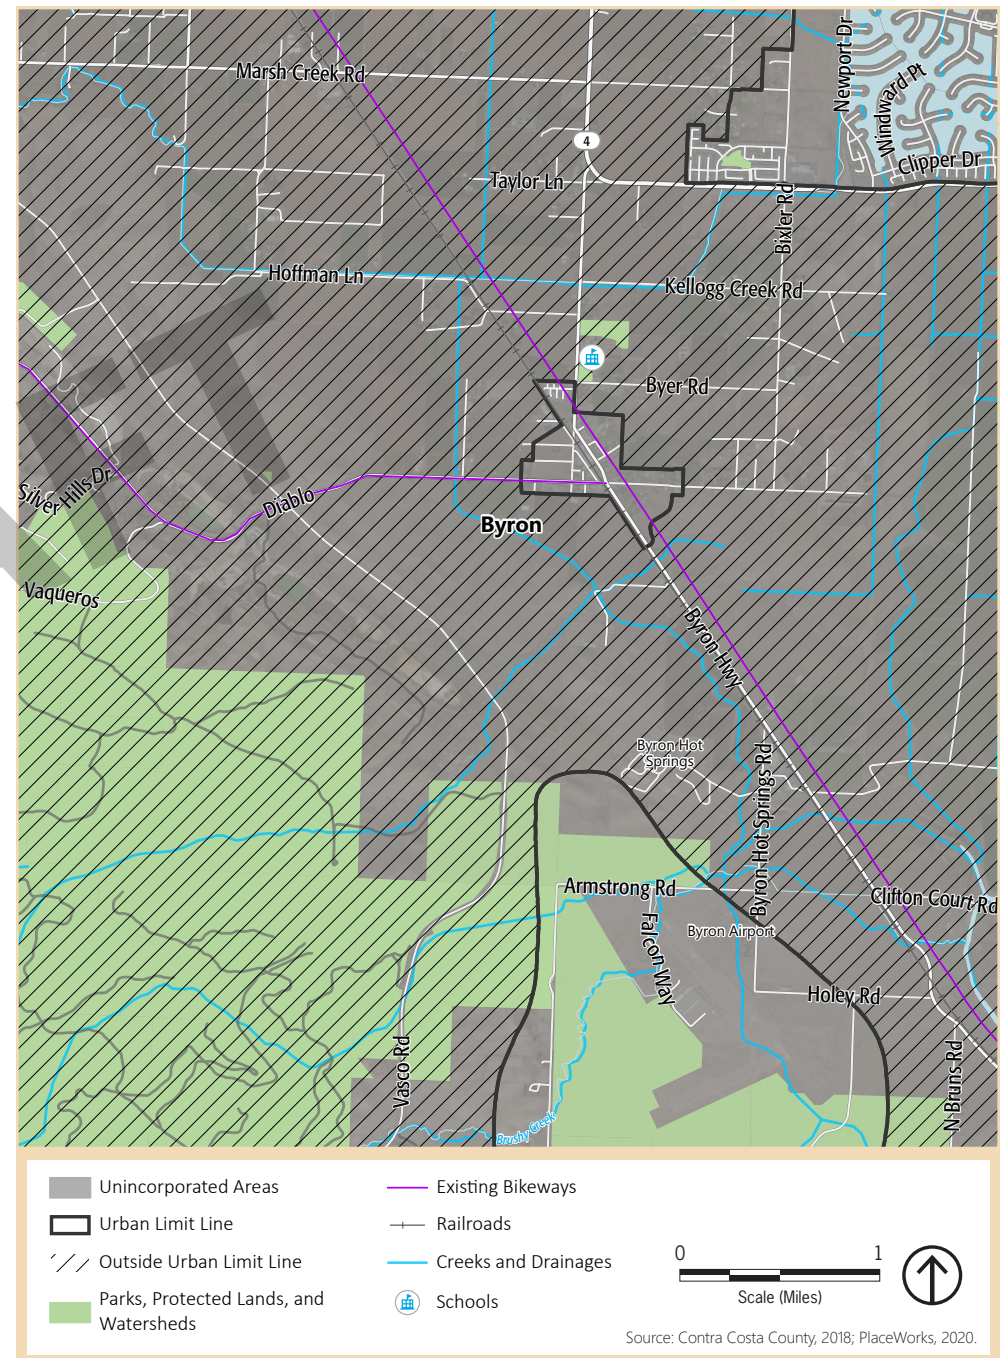 Marsh Creek Rd
Newport Dr
Windward Pt
4
Clipper Dr
Taylor Ln
Bixler Rd
Hoffman Ln
Kellogg Creek Rd
Byer Rd
Silver Hills Dr
Diablo
Byron
Vaqueros
Byron Hwy
Byron Hot
Springs
Byron Hot Springs Rd
Armstrong Rd
Clifton Court Rd
Falcon Way
Byron Airport
Holey Rd
Vasco Rd
N Bruns Rd
Brushy Creek
Unincorporated Areas
Urban Limit Line
Outside Urban Limit Line
Parks, Protected Lands, and
Watersheds
Existing Bikeways
Railroads
Creeks and Drainages
Schools
0 1
Scale (Miles)
Source: Contra Costa County, 2018; PlaceWorks, 2020.